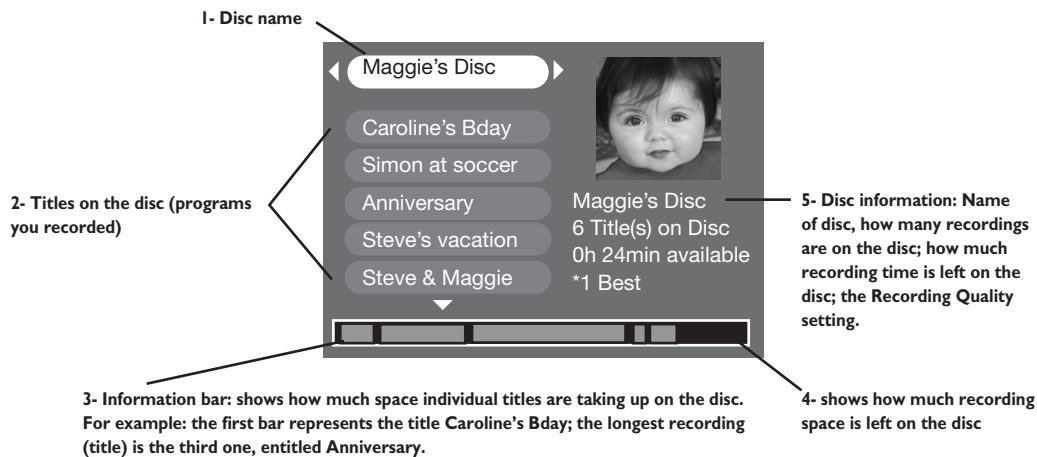 1- Disc name
Maggie's Disc
Caroline's Bday
Simon at soccer
Anniversary
Steve's vacation
Steve & Maggie
2- Titles on the disc (programs
you recorded)
Maggie's Disc
6 Title(s) on Disc
0h 24min available
*1 Best
5- Disc information: Name
of disc, how many recordings
are on the disc; how much
recording time is left on the
disc; the Recording Quality
setting.
3- Information bar: shows how much space individual titles are taking up on the disc.
For example: the first bar represents the title Caroline's Bday; the longest recording
(title) is the third one, entitled Anniversary.
4- shows how much recording
space is left on the disc